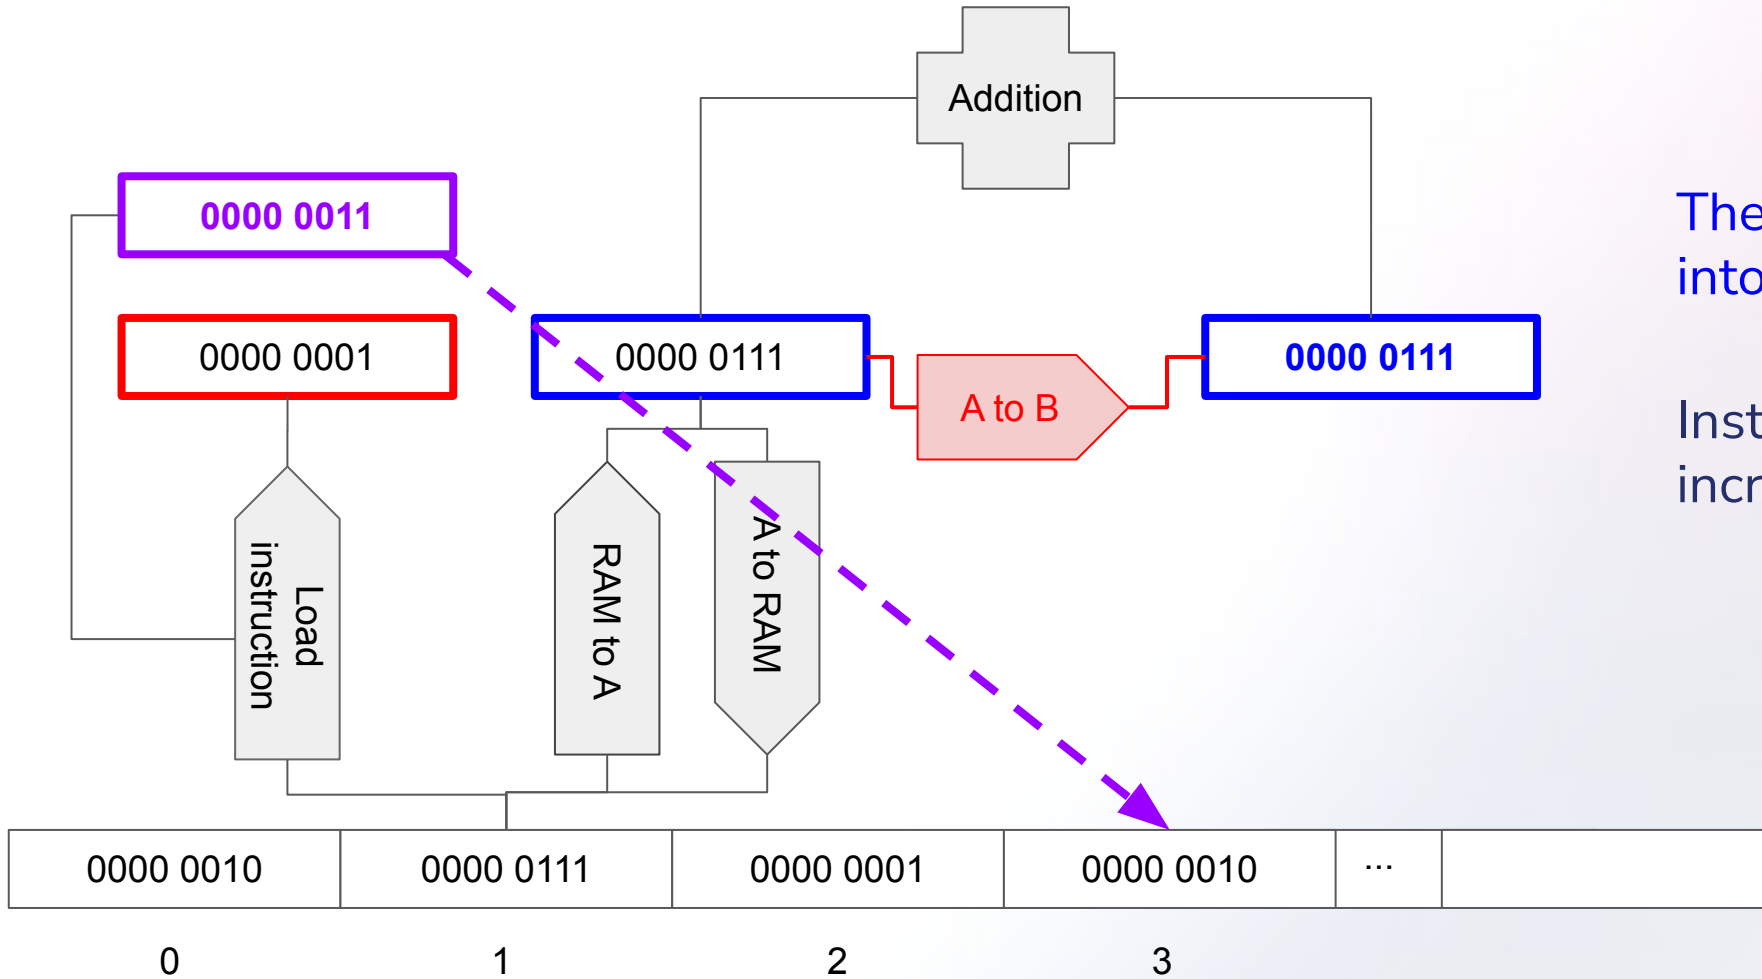 Addition
0000 0011
The
into
0000 0001
0000 0111
A to B
0000 0111
Inst
incr
Load
instruction
RAM to A
A to RAM
0000 0010
0000 0111
0000 0001
0000 0010
...
0
1
2
3